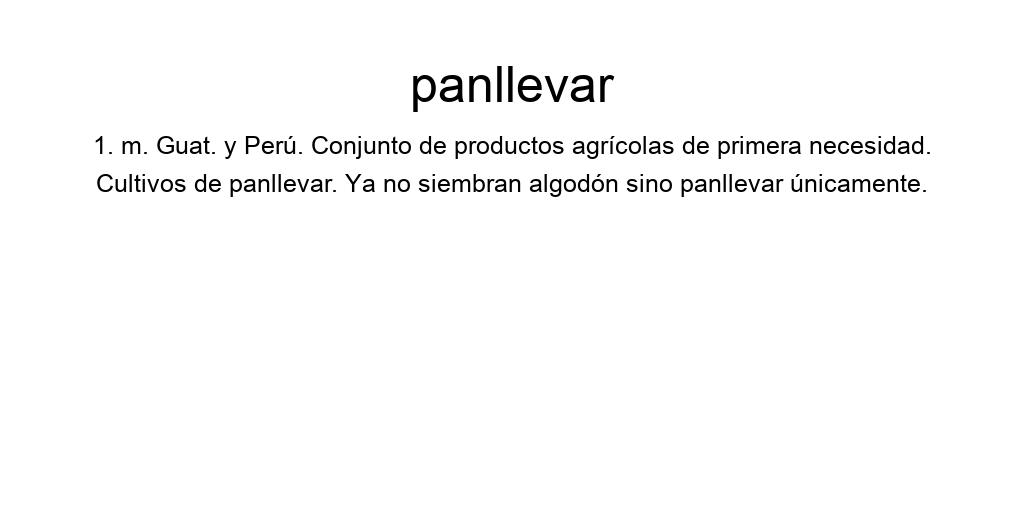 panllevar
1. m. Guat. y Perú. Conjunto de productos agrícolas de primera necesidad.
Cultivos de panllevar. Ya no siembran algodón sino panllevar únicamente.